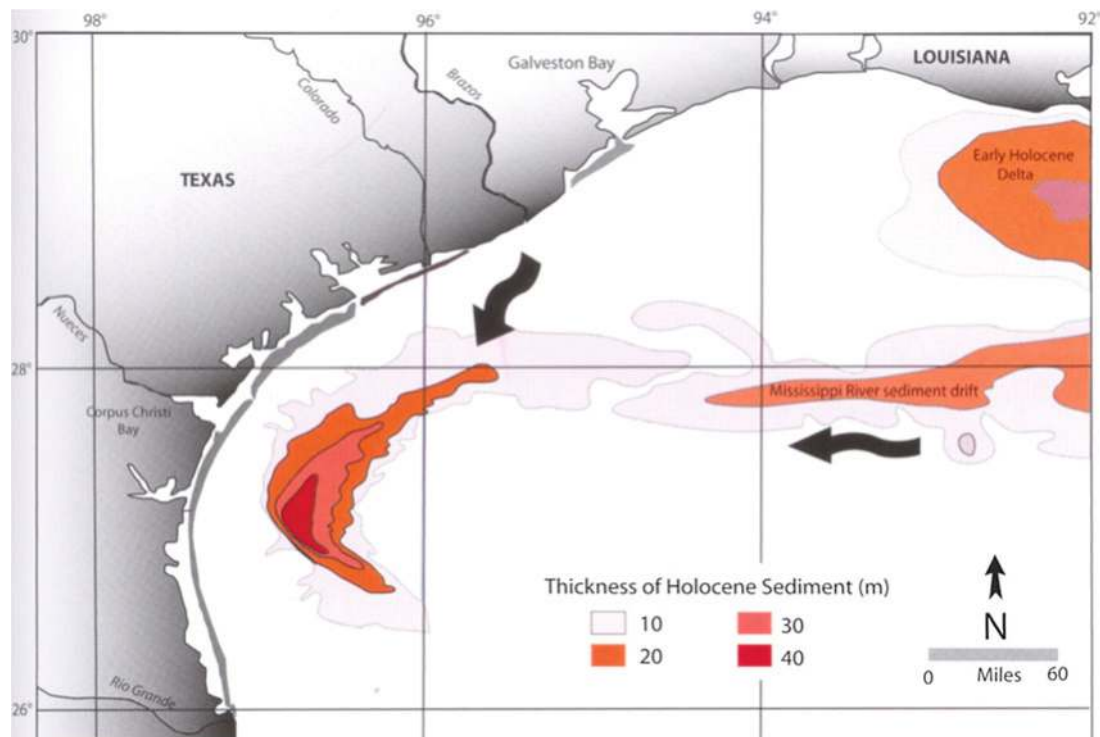 98°
96°
94°
92°
30°
LOUISIANA
Galveston Bay
Brazos
Colorado
Early Holocene
Delta
TEXAS
28°
Nueces
Mississippi River sediment drift
Corpus Christi
Bay
Thickness of Holocene Sediment (m)
10
30
20
40
N
0 Miles 60
Rio Grande
26°